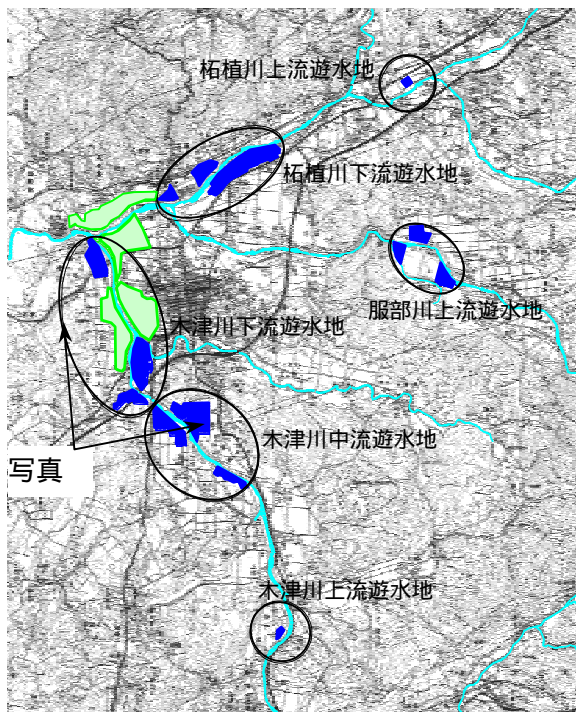 柘植川上流遊水地
柘植川下流遊水地
服部川上流遊水地
木津川下流遊水地
木津川中流遊水地
写真
木津川上流遊水地